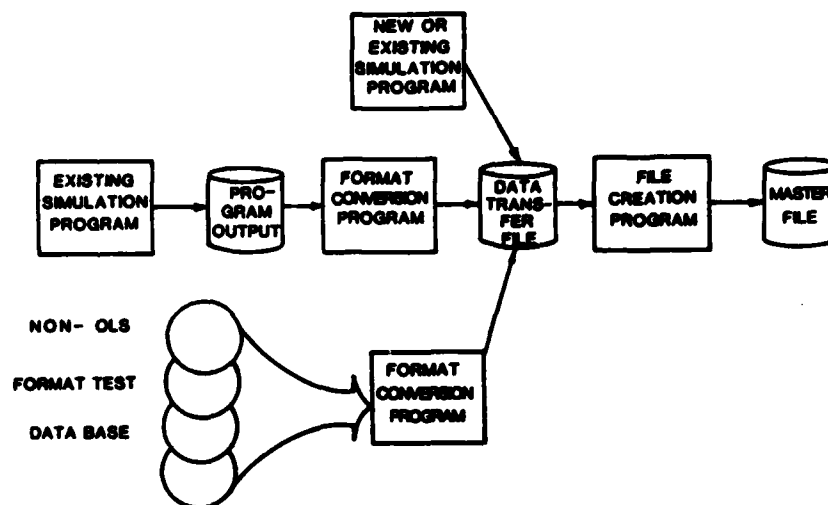 NEW OR
EXISTING
SIMULATION
PROGRAM
EXISTING
SIMULATION
PROGRAM
PRO-
GRAM
OUTPUT
FORMAT
CONVERSION
PROGRAM
DATA
TRANS-
FER
FILE
FILE
CREATION
PROGRAM
MASTER
FILE
NON- OLS
FORMAT TEST
DATA BASE
FORMAT
CONVERSION
PROGRAM